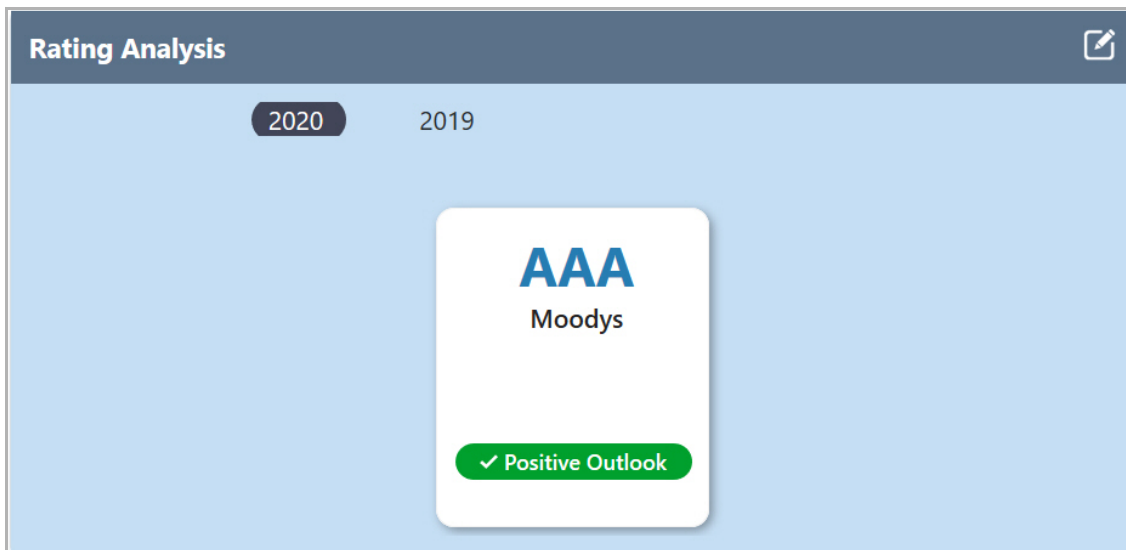 Rating Analysis
2020 2019
AAA
Moodys
✓ Positive Outlook